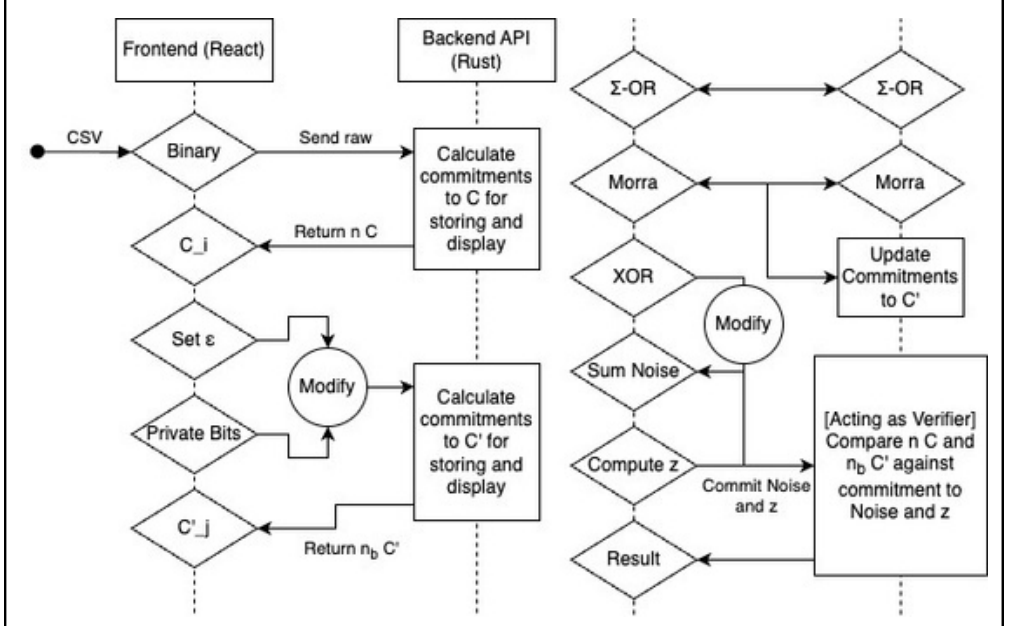 Frontend (React)
Backend API
(Rust)
CSV
Binary
Send raw
Calculate
commitments
to C for
storing and
display
C_i
Return n C
Set ε
Modify
Private Bits
Calculate
commitments
to C' for
storing and
display
C'_j
Return n_b C'
Σ-OR
Σ-OR
Morra
Morra
XOR
Update
Commitments
to C'
Modify
Sum Noise
[Acting as Verifier]
Compare n C and
n_b C' against
commitment to
Noise and z
Compute z
Commit Noise
and z
Result